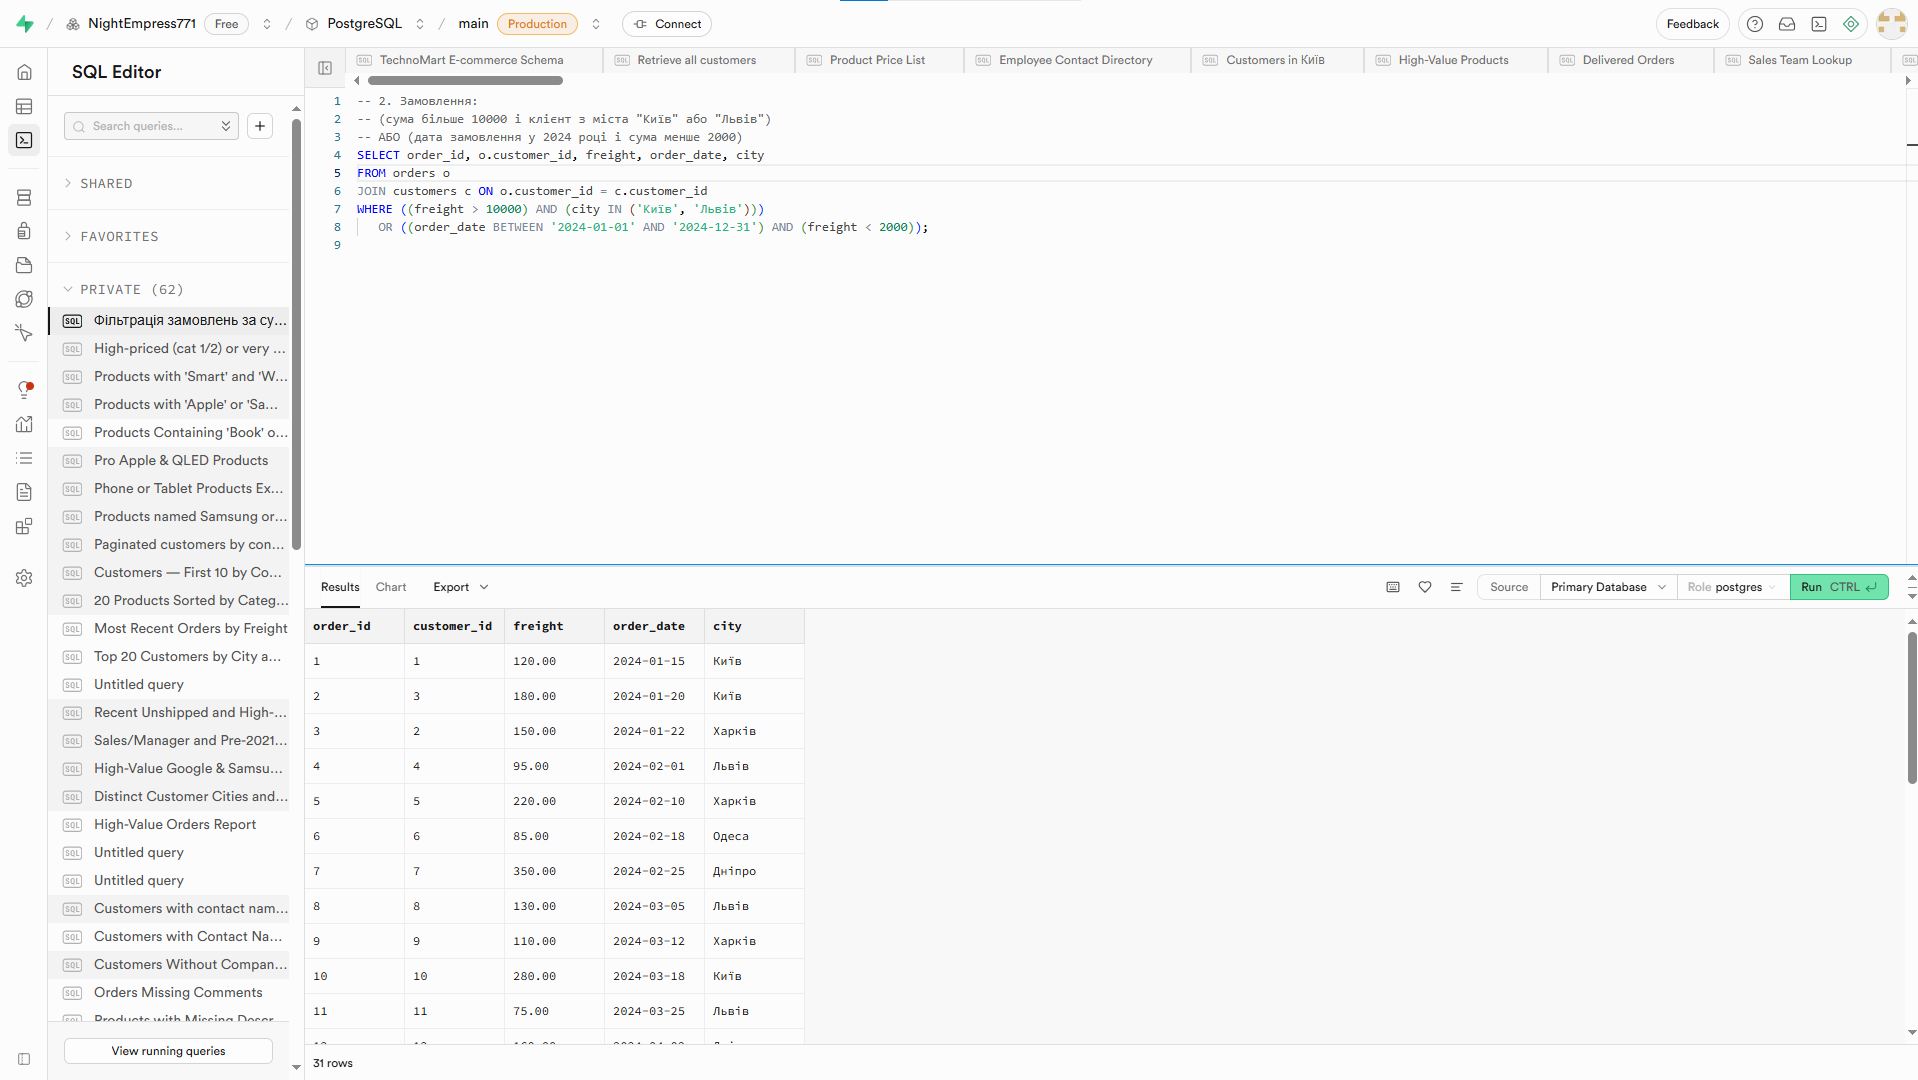 NightEmpress771
Free
PostgreSQL
main
Production
Connect
Feedback
SQL Editor
TechnoMart E-commerce Schema
Retrieve all customers
Product Price List
Employee Contact Directory
Customers in Київ
High-Value Products
Delivered Orders
Sales Team Lookup
Search queries...
SHARED
FAVORITES
PRIVATE (62)
Фільтрація замовлень за су...
High-priced (cat 1/2) or very ...
Products with 'Smart' and 'W...
Products with 'Apple' or 'Sa...
Products Containing 'Book' o...
Pro Apple & QLED Products
Phone or Tablet Products Ex...
Products named Samsung or...
Paginated customers by con...
Customers — First 10 by Co...
20 Products Sorted by Categ...
Most Recent Orders by Freight
Top 20 Customers by City a...
Untitled query
Recent Unshipped and High-...
Sales/Manager and Pre-2021...
High-Value Google & Samsu...
Distinct Customer Cities and...
High-Value Orders Report
Untitled query
Untitled query
Customers with contact nam...
Customers with Contact Na...
Customers Without Compan...
Orders Missing Comments
Products with Missing Descr
View running queries
1 -- 2. Замовлення:
2 -- (сума більше 10000 і клієнт з міста "Київ" або "Львів")
3 -- АБО (дата замовлення у 2024 році і сума менше 2000)
4 SELECT order_id, o.customer_id, freight, order_date, city
5 FROM orders o
6 JOIN customers c ON o.customer_id = c.customer_id
7 WHERE ((freight > 10000) AND (city IN ('Київ', 'Львів')))
8 OR ((order_date BETWEEN '2024-01-01' AND '2024-12-31') AND (freight < 2000));
9
Results
Chart
Export
Source
Primary Database
Role postgres
Run CTRL
order_id customer_id freight order_date city
1 1 120.00 2024-01-15 Київ
2 3 180.00 2024-01-20 Київ
3 2 150.00 2024-01-22 Харків
4 4 95.00 2024-02-01 Львів
5 5 220.00 2024-02-10 Харків
6 6 85.00 2024-02-18 Одеса
7 7 350.00 2024-02-25 Дніпро
8 8 130.00 2024-03-05 Львів
9 9 110.00 2024-03-12 Харків
10 10 280.00 2024-03-18 Київ
11 11 75.00 2024-03-25 Львів
31 rows